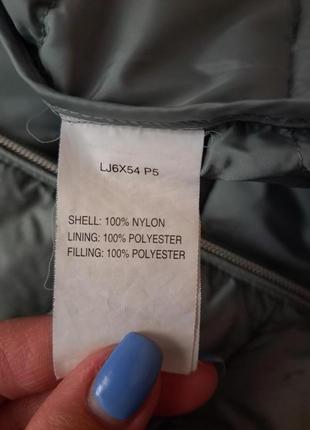 LJ6X54 P5
SHELL: 100% NYLON
LINING: 100% POLYESTER
FILLING: 100% POLYESTER